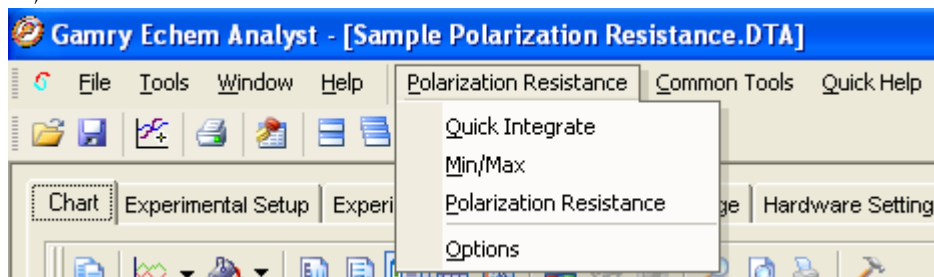 Gamry Echem Analyst - [Sample Polarization Resistance.DTA]
File Tools Window Help Polarization Resistance Common Tools Quick Help
Quick Integrate
Min/Max
Chart Experimental Setup Experi Polarization Resistance ge Hardware Setting
Options